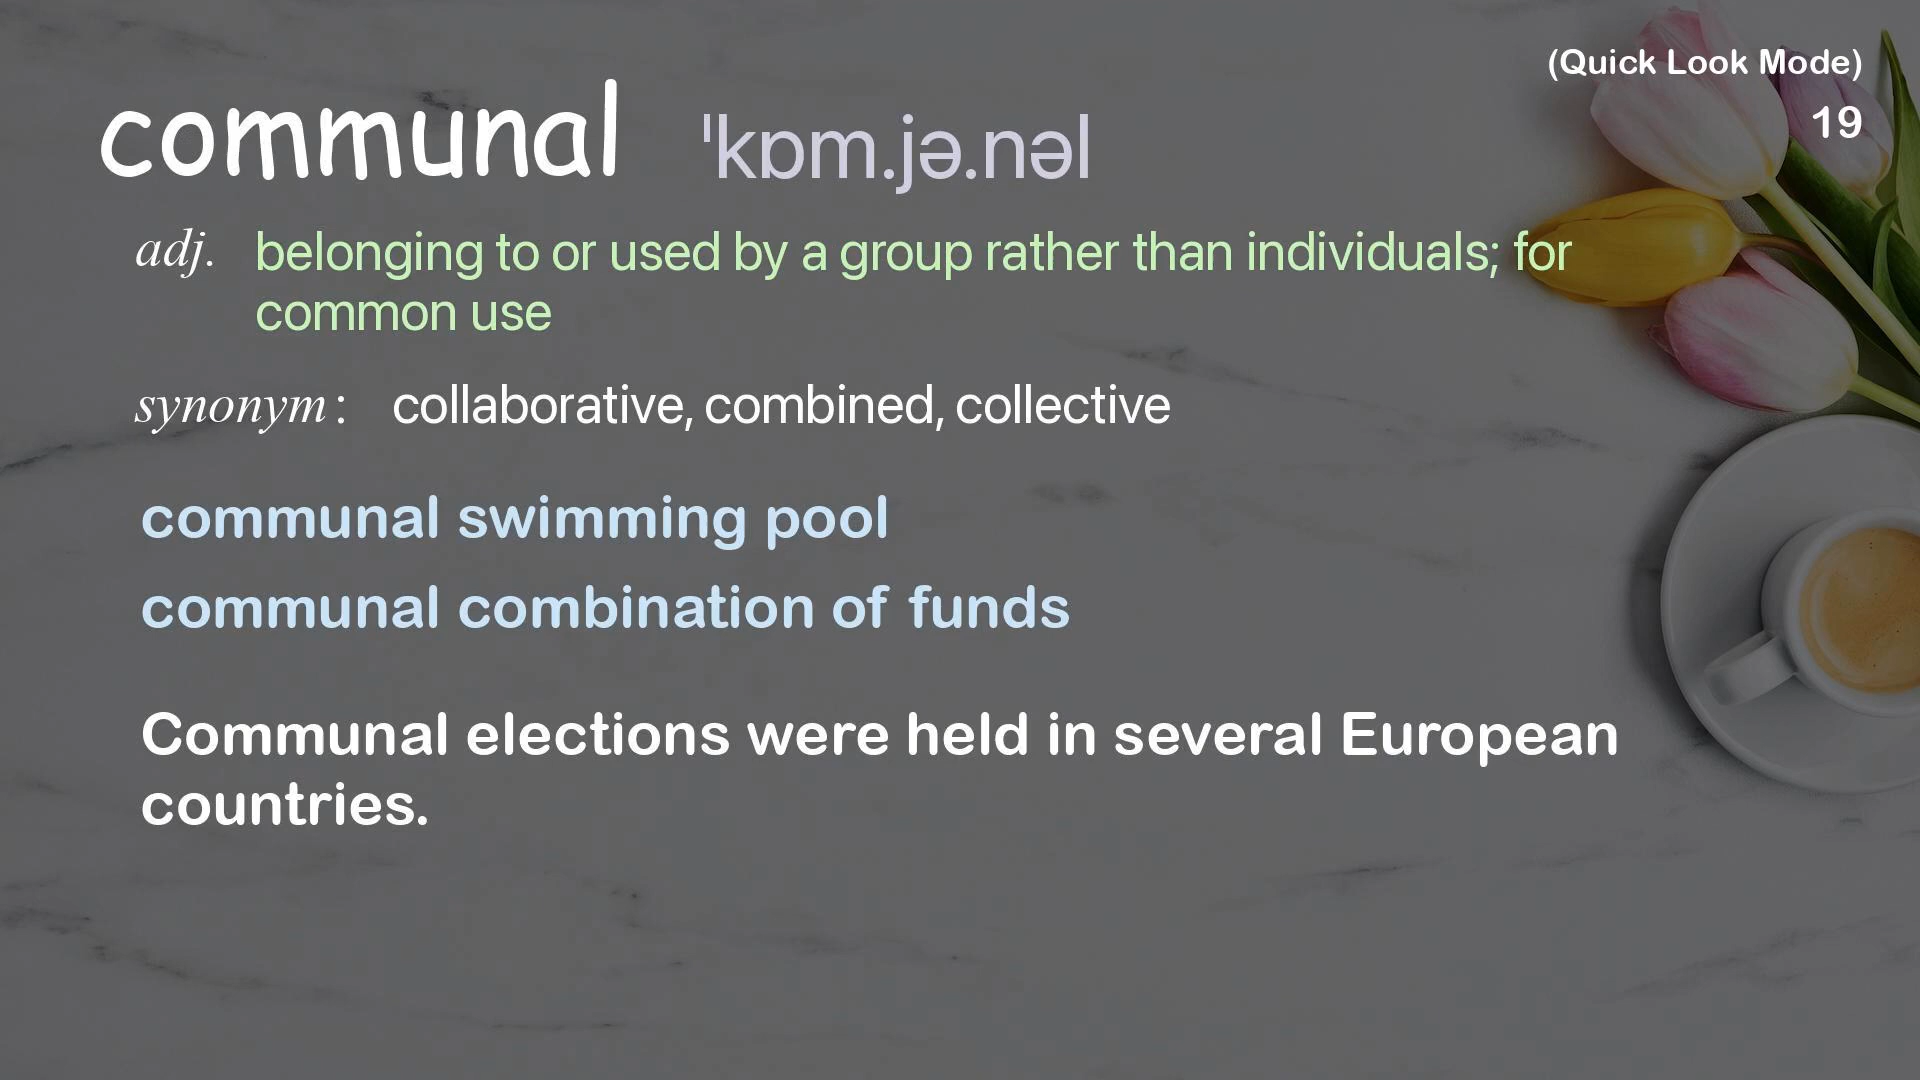 (Quick Look Mode)
19
communal ˈkɒm.jə.nəl
adj. belonging to or used by a group rather than individuals; for
common use
synonym : collaborative, combined, collective
communal swimming pool
communal combination of funds
Communal elections were held in several European
countries.